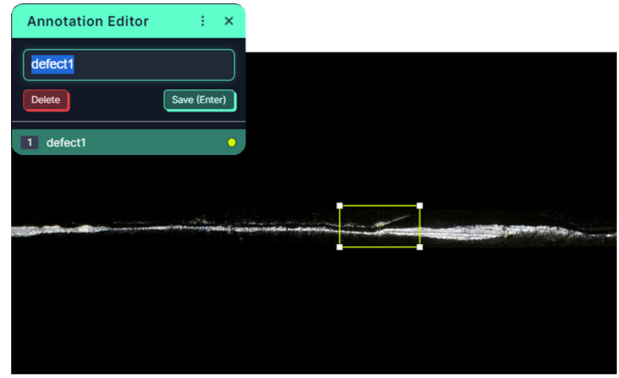 Annotation Editor
defect1
Delete
Save (Enter)
1 defect1